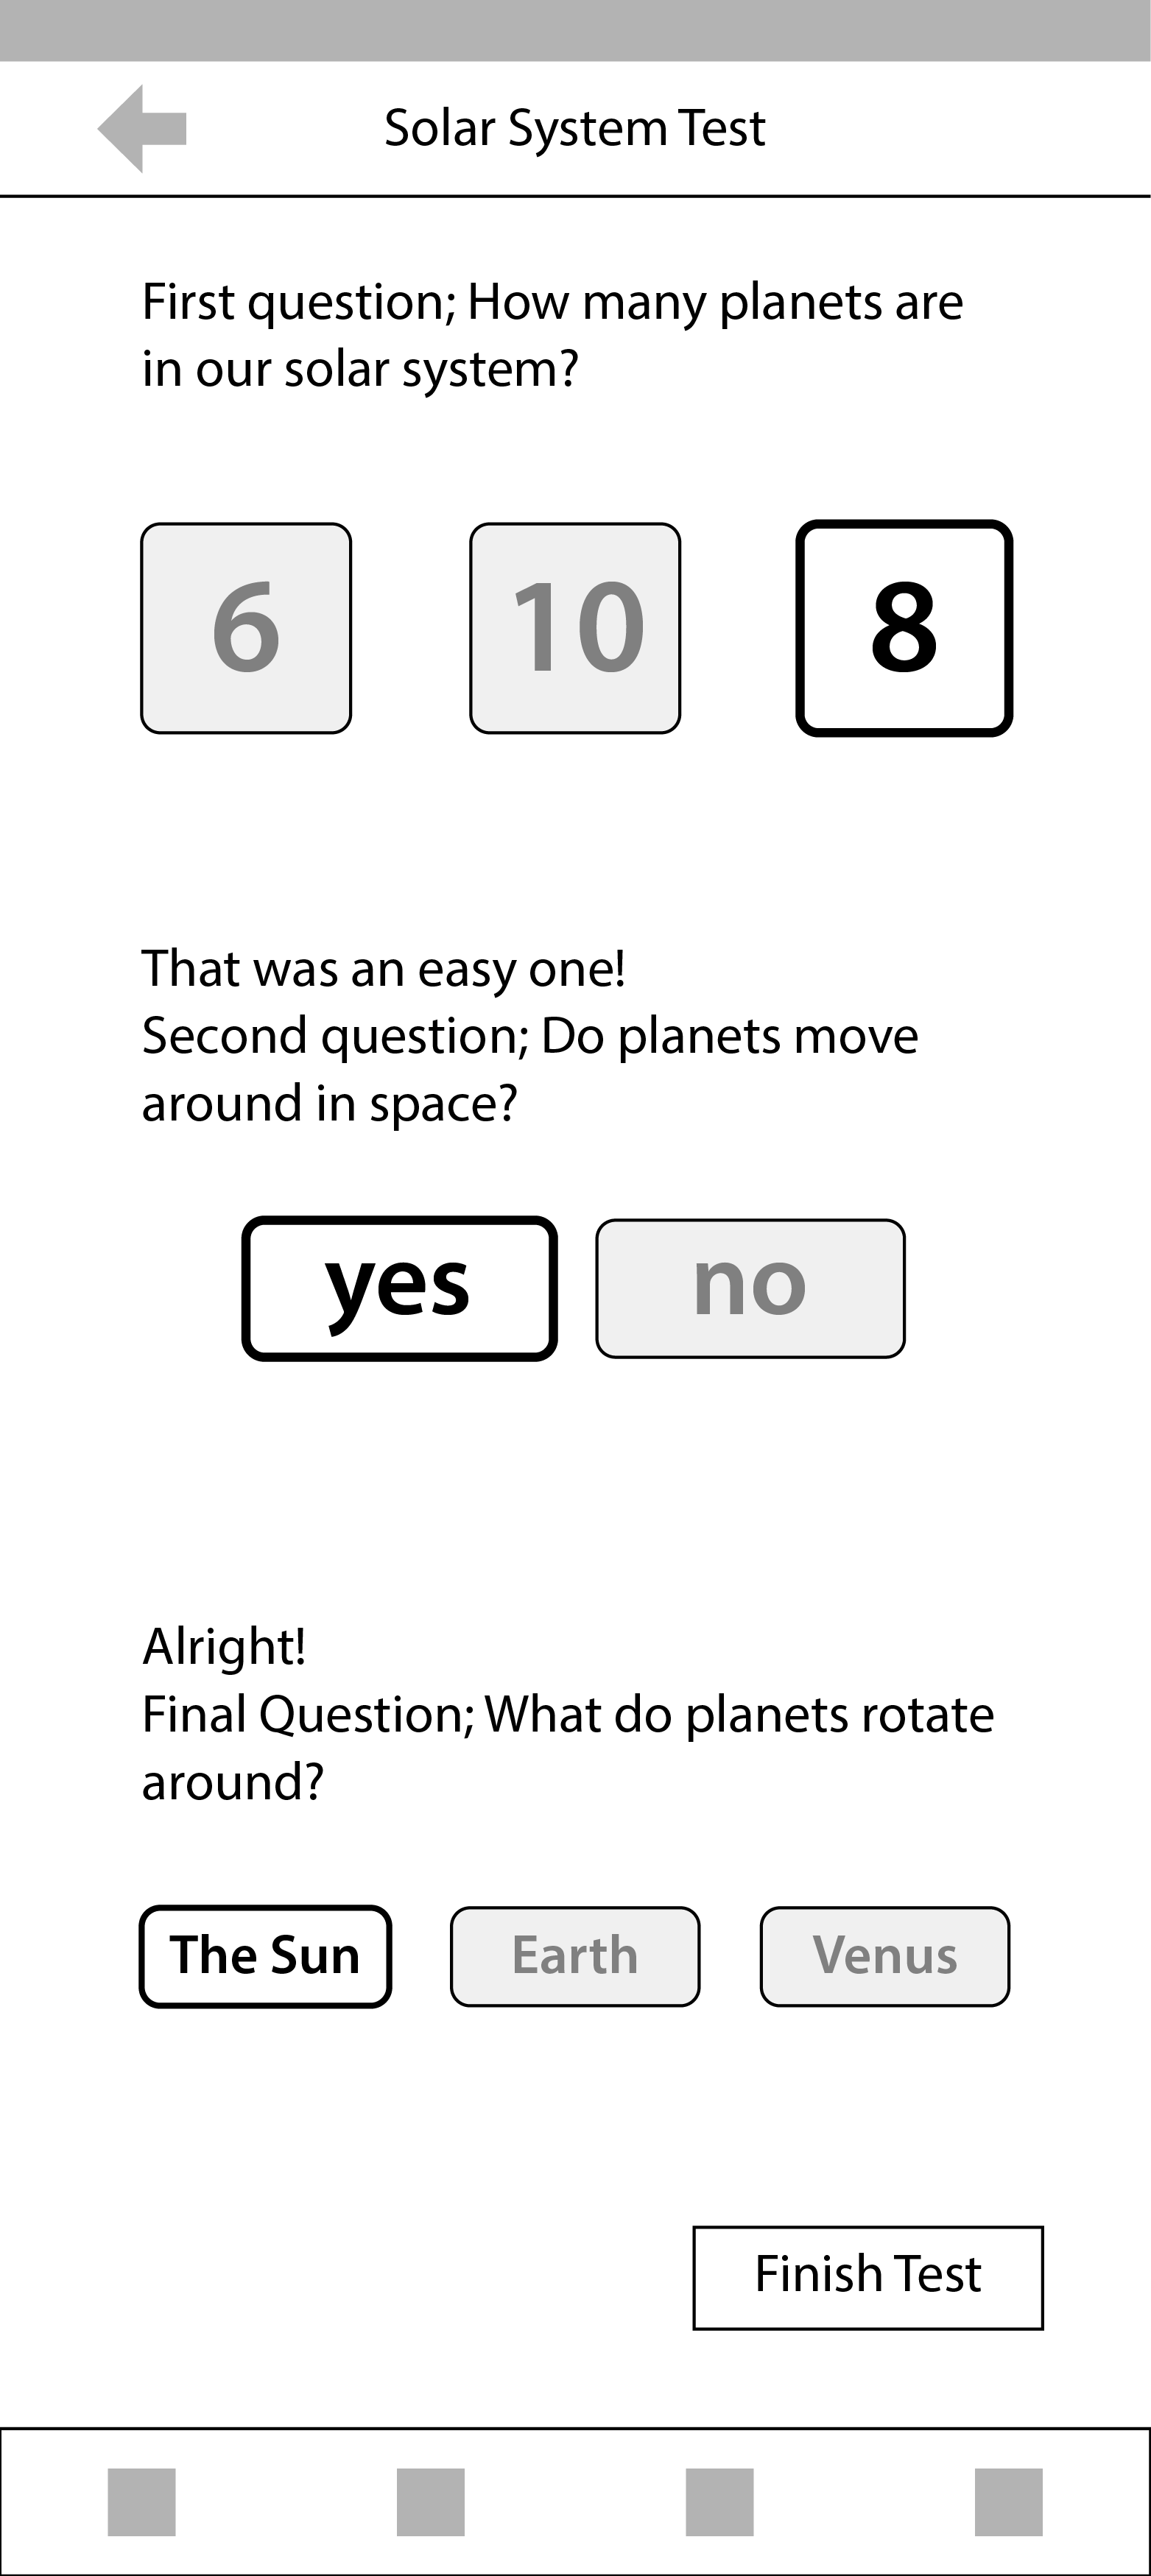 Solar System Test
First question; How many planets are
in our solar system?
6 10 8
That was an easy one!
Second question; Do planets move
around in space?
yes no
Alright!
Final Question; What do planets rotate
around?
The Sun Earth Venus
Finish Test